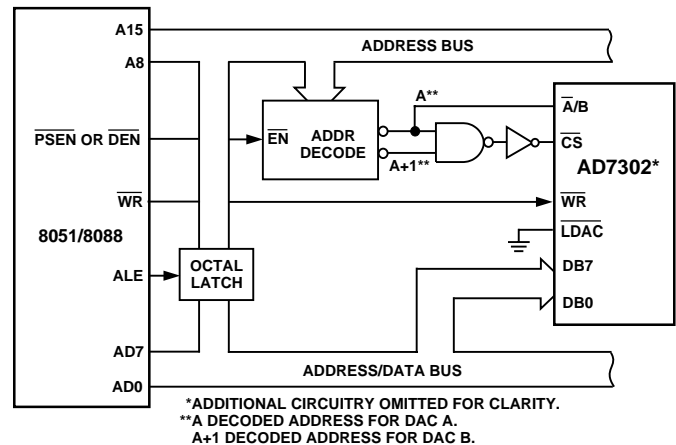 A15
ADDRESS BUS
A8
A**
A̅/B
PSEN OR DEN
EN
ADDR
DECODE
CS
A+1**
AD7302*
WR
WR
8051/8088
LDAC
OCTAL
LATCH
ALE
DB7
DB0
AD7
ADDRESS/DATA BUS
AD0
*ADDITIONAL CIRCUITRY OMITTED FOR CLARITY.
**A DECODED ADDRESS FOR DAC A.
A+1 DECODED ADDRESS FOR DAC B.